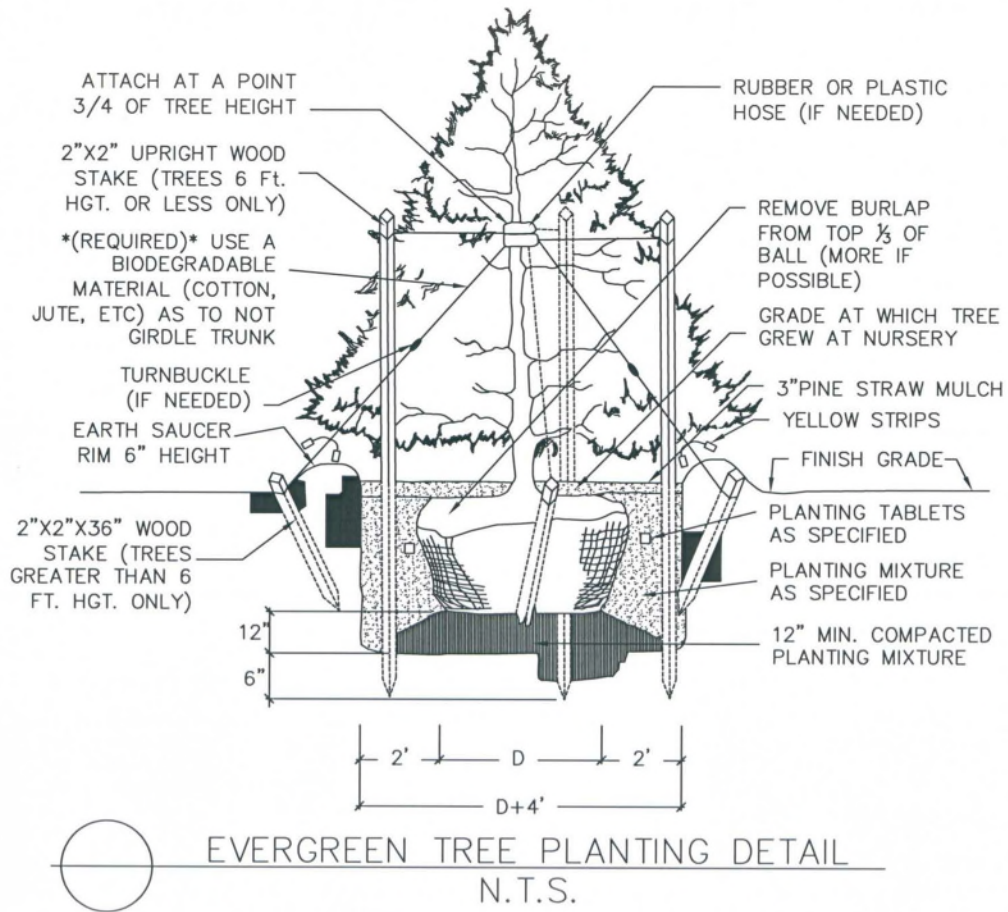 ATTACH AT A POINT
3/4 OF TREE HEIGHT
2"X2" UPRIGHT WOOD
STAKE (TREES 6 Ft.
HGT. OR LESS ONLY)
*(REQUIRED)* USE A
BIODEGRADABLE
MATERIAL (COTTON,
JUTE, ETC) AS TO NOT
GIRDLE TRUNK
TURNBUCKLE
(IF NEEDED)
EARTH SAUCER
RIM 6" HEIGHT
2"X2"X36" WOOD
STAKE (TREES
GREATER THAN 6
FT. HGT. ONLY)
12"
6"
RUBBER OR PLASTIC
HOSE (IF NEEDED)
REMOVE BURLAP
FROM TOP ⅓ OF
BALL (MORE IF
POSSIBLE)
GRADE AT WHICH TREE
GREW AT NURSERY
3"PINE STRAW MULCH
YELLOW STRIPS
FINISH GRADE
PLANTING TABLETS
AS SPECIFIED
PLANTING MIXTURE
AS SPECIFIED
12" MIN. COMPACTED
PLANTING MIXTURE
2' D 2'
D+4'
EVERGREEN TREE PLANTING DETAIL
N.T.S.